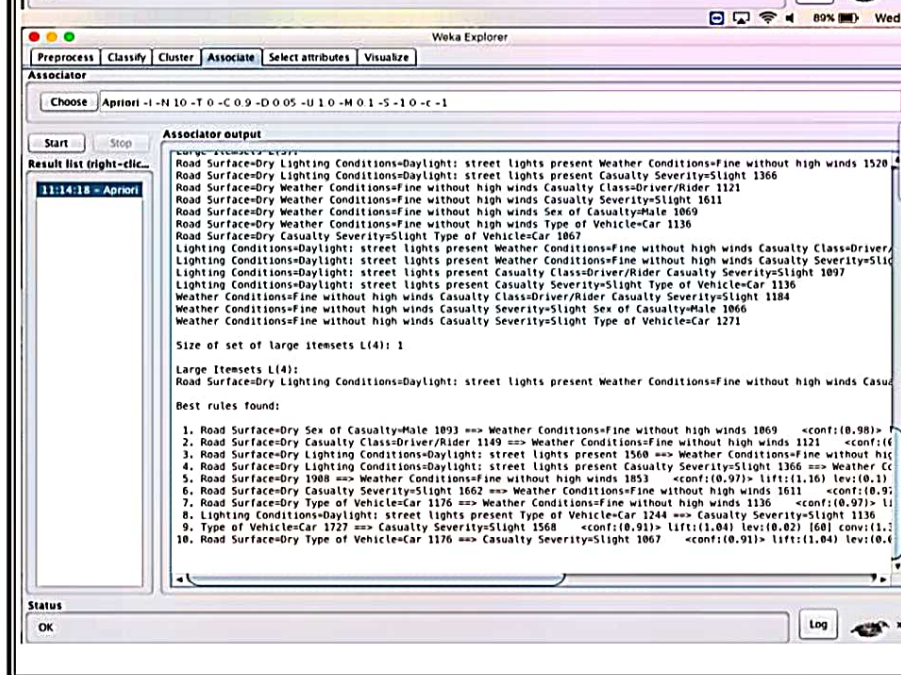 89% Wed
Weka Explorer
Preprocess Classify Cluster Associate Select attributes Visualize
Associator
Choose Apriori -I -N 10 -T 0 -C 0.9 -D 0.05 -U 1.0 -M 0.1 -S -1.0 -c -1
Start Stop
Associator output
Result list (right-clic...
11:14:18 - Apriori
Large Itemsets L(3):
Road Surface=Dry Lighting Conditions=Daylight: street lights present Weather Conditions=Fine without high winds 1520
Road Surface=Dry Lighting Conditions=Daylight: street lights present Casualty Severity=Slight 1366
Road Surface=Dry Weather Conditions=Fine without high winds Casualty Class=Driver/Rider 1121
Road Surface=Dry Weather Conditions=Fine without high winds Casualty Severity=Slight 1611
Road Surface=Dry Weather Conditions=Fine without high winds Sex of Casualty=Male 1069
Road Surface=Dry Weather Conditions=Fine without high winds Type of Vehicle=Car 1136
Road Surface=Dry Casualty Severity=Slight Type of Vehicle=Car 1067
Lighting Conditions=Daylight: street lights present Weather Conditions=Fine without high winds Casualty Class=Driver/
Lighting Conditions=Daylight: street lights present Weather Conditions=Fine without high winds Casualty Severity=Slig
Lighting Conditions=Daylight: street lights present Casualty Class=Driver/Rider Casualty Severity=Slight 1097
Lighting Conditions=Daylight: street lights present Casualty Severity=Slight Type of Vehicle=Car 1136
Weather Conditions=Fine without high winds Casualty Class=Driver/Rider Casualty Severity=Slight 1184
Weather Conditions=Fine without high winds Casualty Severity=Slight Sex of Casualty=Male 1066
Weather Conditions=Fine without high winds Casualty Severity=Slight Type of Vehicle=Car 1271
Size of set of large itemsets L(4): 1
Large Itemsets L(4):
Road Surface=Dry Lighting Conditions=Daylight: street lights present Weather Conditions=Fine without high winds Casua
Best rules found:
1. Road Surface=Dry Sex of Casualty=Male 1093 ==> Weather Conditions=Fine without high winds 1069 <conf:(0.98)>
2. Road Surface=Dry Casualty Class=Driver/Rider 1149 ==> Weather Conditions=Fine without high winds 1121 <conf:(0
3. Road Surface=Dry Lighting Conditions=Daylight: street lights present 1560 ==> Weather Conditions=Fine without hig
4. Road Surface=Dry Lighting Conditions=Daylight: street lights present Casualty Severity=Slight 1366 ==> Weather Co
5. Road Surface=Dry 1908 ==> Weather Conditions=Fine without high winds 1853 <conf:(0.97)> lift:(1.16) lev:(0.1)
6. Road Surface=Dry Casualty Severity=Slight 1662 ==> Weather Conditions=Fine without high winds 1611 <conf:(0.97
7. Road Surface=Dry Type of Vehicle=Car 1176 ==> Weather Conditions=Fine without high winds 1136 <conf:(0.97)> li
8. Lighting Conditions=Daylight: street lights present Type of Vehicle=Car 1244 ==> Casualty Severity=Slight 1136
9. Type of Vehicle=Car 1727 ==> Casualty Severity=Slight 1568 <conf:(0.91)> lift:(1.04) lev:(0.02) [60] conv:(1.
10. Road Surface=Dry Type of Vehicle=Car 1176 ==> Casualty Severity=Slight 1067 <conf:(0.91)> lift:(1.04) lev:(0.
Status
OK
Log
x